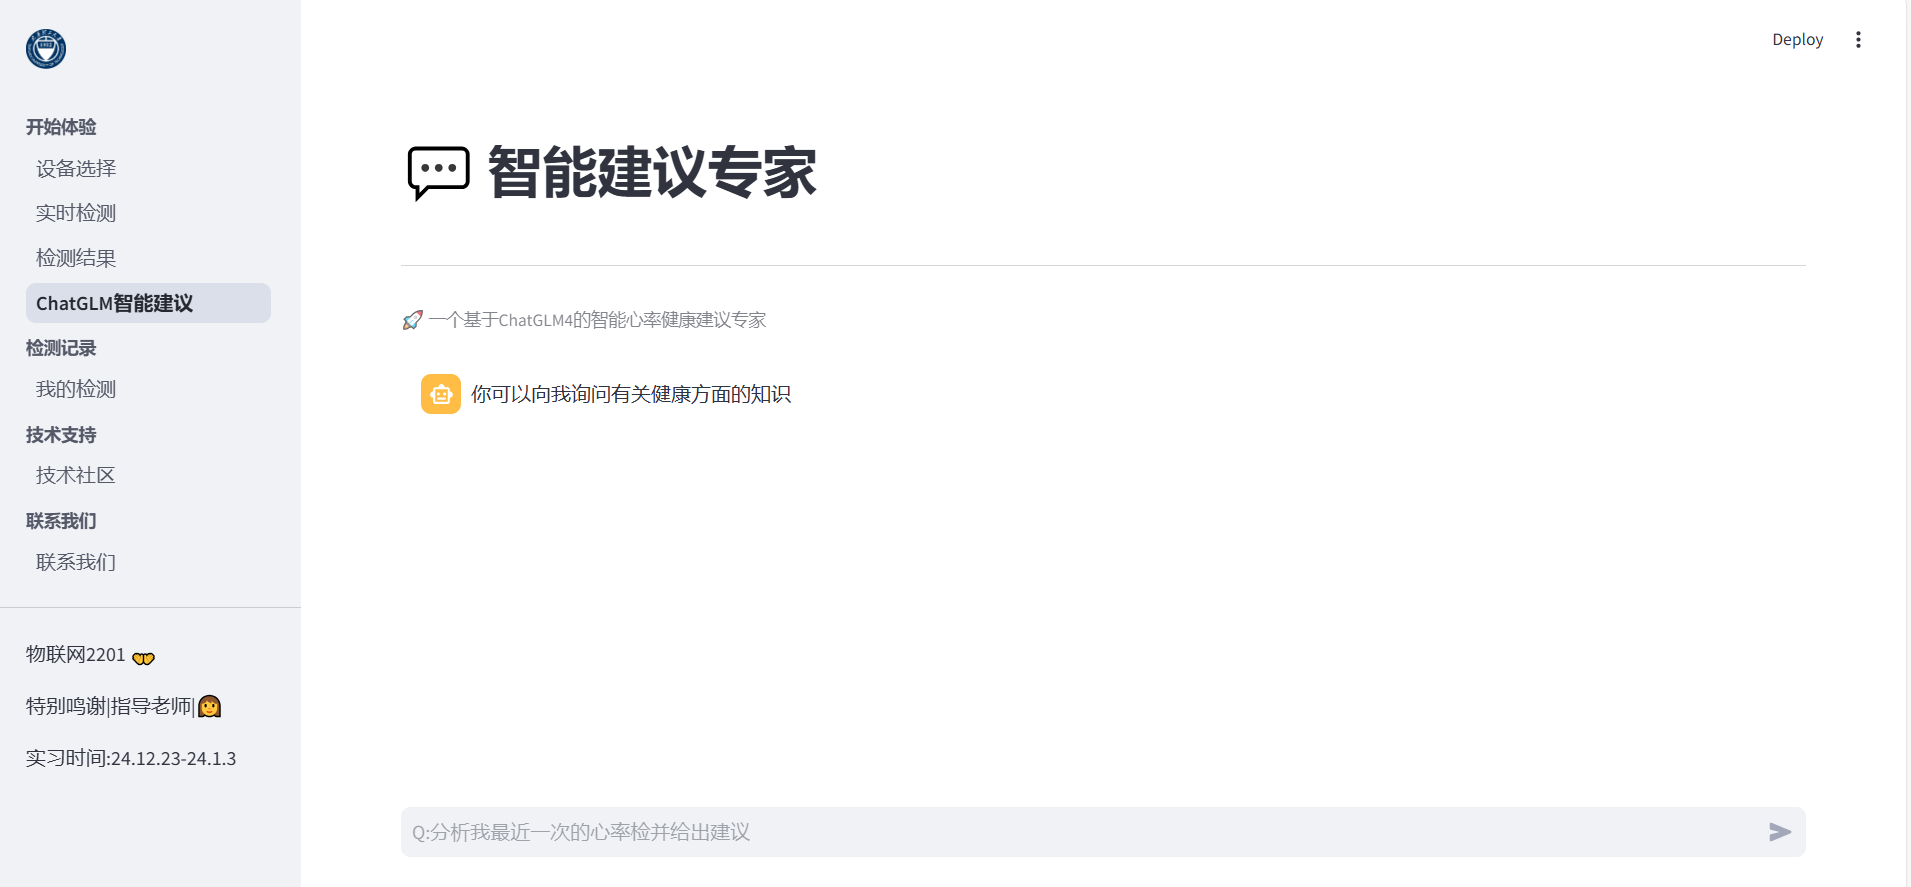 开始体验
设备选择
实时检测
检测结果
ChatGLM智能建议
检测记录
我的检测
技术支持
技术社区
联系我们
联系我们
物联网2201
特别鸣谢|指导老师|
实习时间:24.12.23-24.1.3
Deploy
智能建议专家
一个基于ChatGLM4的智能心率健康建议专家
你可以向我询问有关健康方面的知识
Q:分析我最近一次的心率检并给出建议